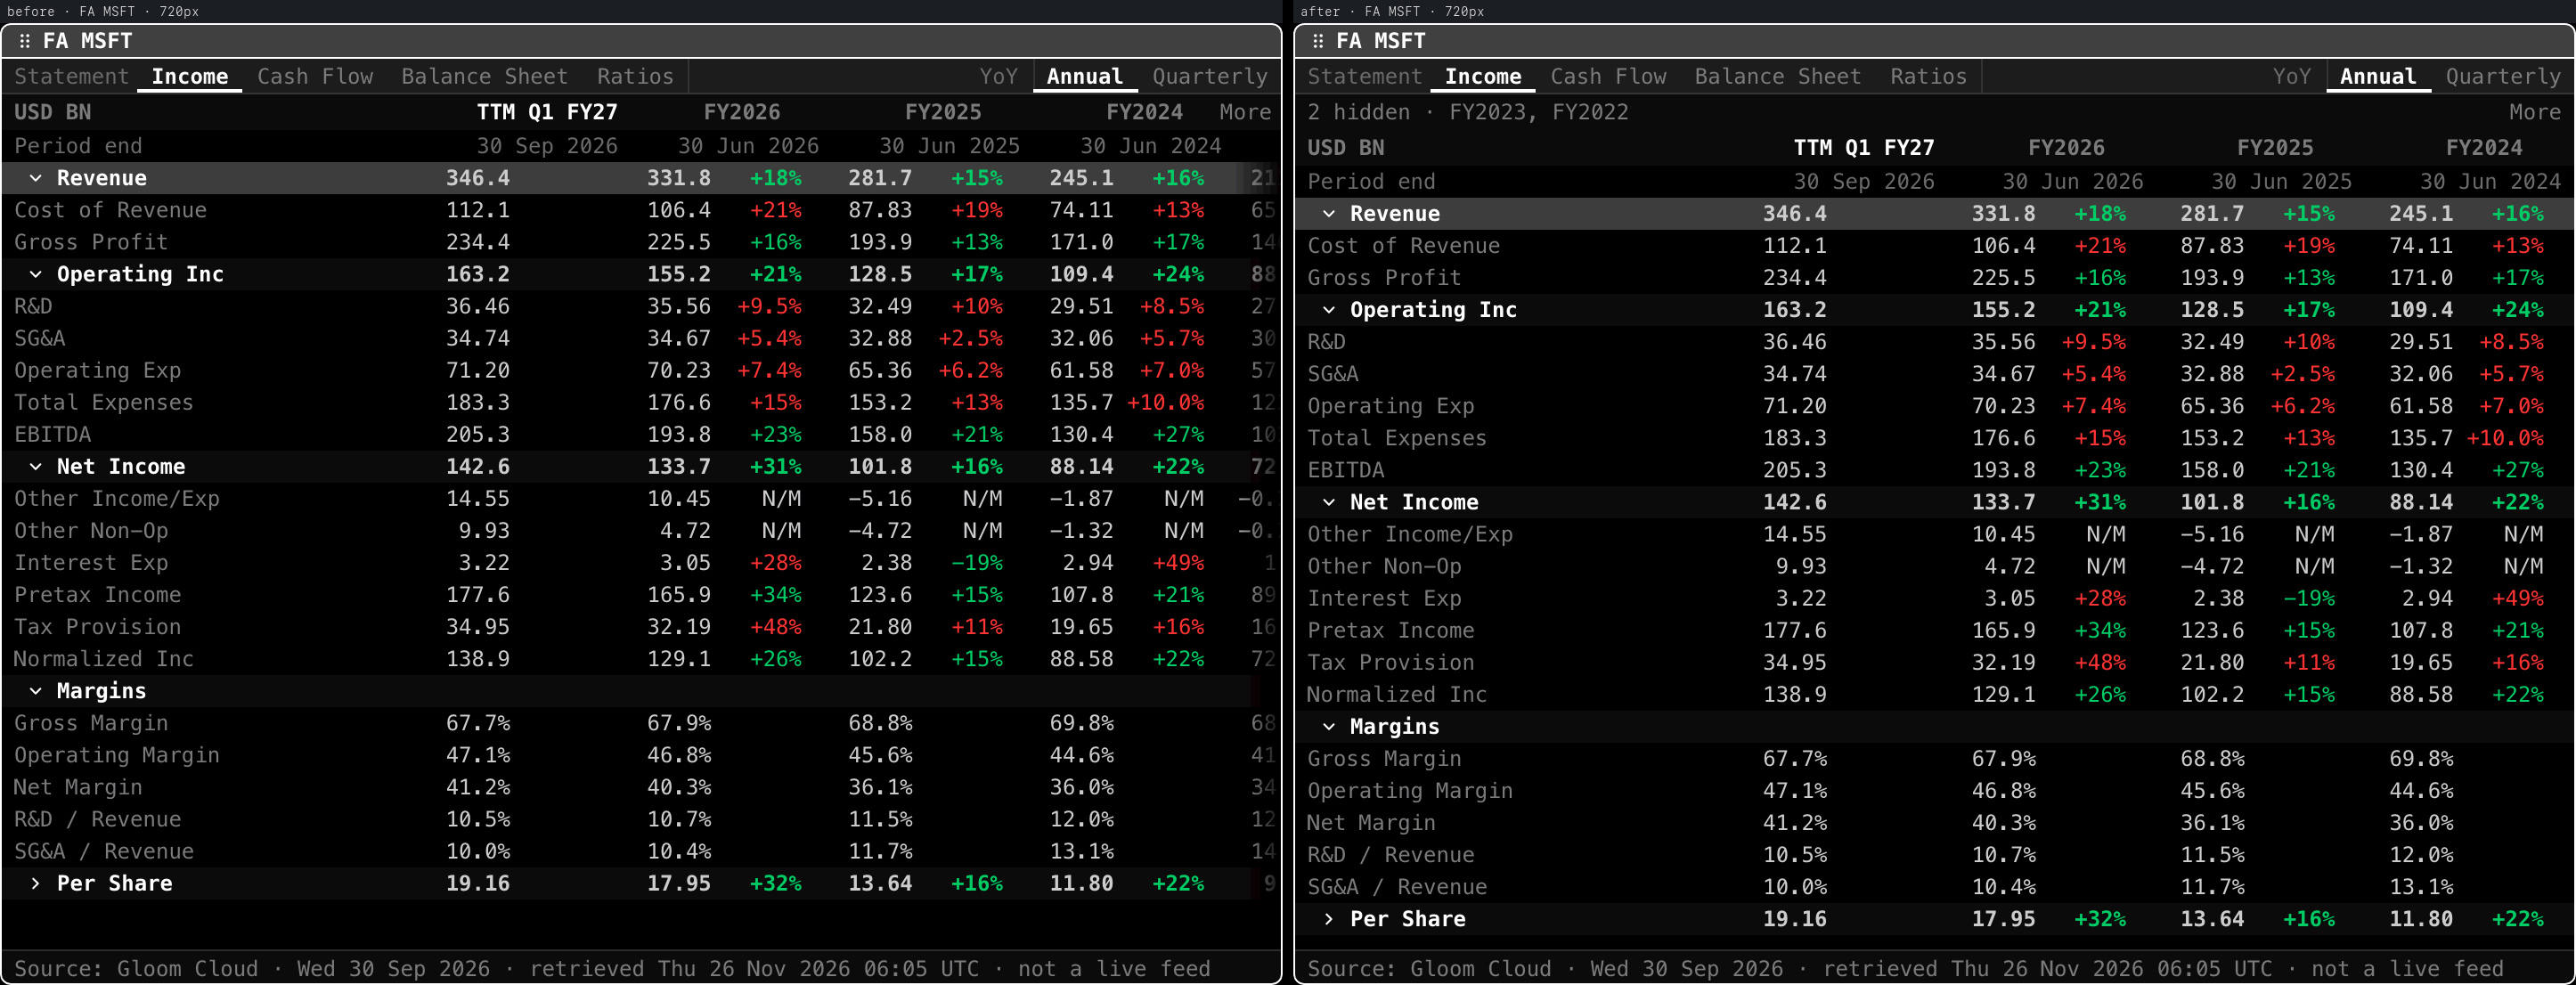 before · FA MSFT · 720px
FA MSFT
Statement Income Cash Flow Balance Sheet Ratios YoY Annual Quarterly
USD BN TTM Q1 FY27 FY2026 FY2025 FY2024 More
Period end 30 Sep 2026 30 Jun 2026 30 Jun 2025 30 Jun 2024
Revenue 346.4 331.8 +18% 281.7 +15% 245.1 +16% 21
Cost of Revenue 112.1 106.4 +21% 87.83 +19% 74.11 +13% 65
Gross Profit 234.4 225.5 +16% 193.9 +13% 171.0 +17% 14
Operating Inc 163.2 155.2 +21% 128.5 +17% 109.4 +24% 88
R&D 36.46 35.56 +9.5% 32.49 +10% 29.51 +8.5% 27
SG&A 34.74 34.67 +5.4% 32.88 +2.5% 32.06 +5.7% 30
Operating Exp 71.20 70.23 +7.4% 65.36 +6.2% 61.58 +7.0% 57
Total Expenses 183.3 176.6 +15% 153.2 +13% 135.7 +10.0% 12
EBITDA 205.3 193.8 +23% 158.0 +21% 130.4 +27% 10
Net Income 142.6 133.7 +31% 101.8 +16% 88.14 +22% 72
Other Income/Exp 14.55 10.45 N/M −5.16 N/M −1.87 N/M −0.
Other Non-Op 9.93 4.72 N/M −4.72 N/M −1.32 N/M −0.
Interest Exp 3.22 3.05 +28% 2.38 −19% 2.94 +49% 1
Pretax Income 177.6 165.9 +34% 123.6 +15% 107.8 +21% 89
Tax Provision 34.95 32.19 +48% 21.80 +11% 19.65 +16% 16
Normalized Inc 138.9 129.1 +26% 102.2 +15% 88.58 +22% 72
Margins
Gross Margin 67.7% 67.9% 68.8% 69.8% 68
Operating Margin 47.1% 46.8% 45.6% 44.6% 41
Net Margin 41.2% 40.3% 36.1% 36.0% 34
R&D / Revenue 10.5% 10.7% 11.5% 12.0% 12
SG&A / Revenue 10.0% 10.4% 11.7% 13.1% 14
Per Share 19.16 17.95 +32% 13.64 +16% 11.80 +22% 9
Source: Gloom Cloud · Wed 30 Sep 2026 · retrieved Thu 26 Nov 2026 06:05 UTC · not a live feed
after · FA MSFT · 720px
FA MSFT
Statement Income Cash Flow Balance Sheet Ratios YoY Annual Quarterly
2 hidden · FY2023, FY2022 More
USD BN TTM Q1 FY27 FY2026 FY2025 FY2024
Period end 30 Sep 2026 30 Jun 2026 30 Jun 2025 30 Jun 2024
Revenue 346.4 331.8 +18% 281.7 +15% 245.1 +16%
Cost of Revenue 112.1 106.4 +21% 87.83 +19% 74.11 +13%
Gross Profit 234.4 225.5 +16% 193.9 +13% 171.0 +17%
Operating Inc 163.2 155.2 +21% 128.5 +17% 109.4 +24%
R&D 36.46 35.56 +9.5% 32.49 +10% 29.51 +8.5%
SG&A 34.74 34.67 +5.4% 32.88 +2.5% 32.06 +5.7%
Operating Exp 71.20 70.23 +7.4% 65.36 +6.2% 61.58 +7.0%
Total Expenses 183.3 176.6 +15% 153.2 +13% 135.7 +10.0%
EBITDA 205.3 193.8 +23% 158.0 +21% 130.4 +27%
Net Income 142.6 133.7 +31% 101.8 +16% 88.14 +22%
Other Income/Exp 14.55 10.45 N/M −5.16 N/M −1.87 N/M
Other Non-Op 9.93 4.72 N/M −4.72 N/M −1.32 N/M
Interest Exp 3.22 3.05 +28% 2.38 −19% 2.94 +49%
Pretax Income 177.6 165.9 +34% 123.6 +15% 107.8 +21%
Tax Provision 34.95 32.19 +48% 21.80 +11% 19.65 +16%
Normalized Inc 138.9 129.1 +26% 102.2 +15% 88.58 +22%
Margins
Gross Margin 67.7% 67.9% 68.8% 69.8%
Operating Margin 47.1% 46.8% 45.6% 44.6%
Net Margin 41.2% 40.3% 36.1% 36.0%
R&D / Revenue 10.5% 10.7% 11.5% 12.0%
SG&A / Revenue 10.0% 10.4% 11.7% 13.1%
Per Share 19.16 17.95 +32% 13.64 +16% 11.80 +22%
Source: Gloom Cloud · Wed 30 Sep 2026 · retrieved Thu 26 Nov 2026 06:05 UTC · not a live feed